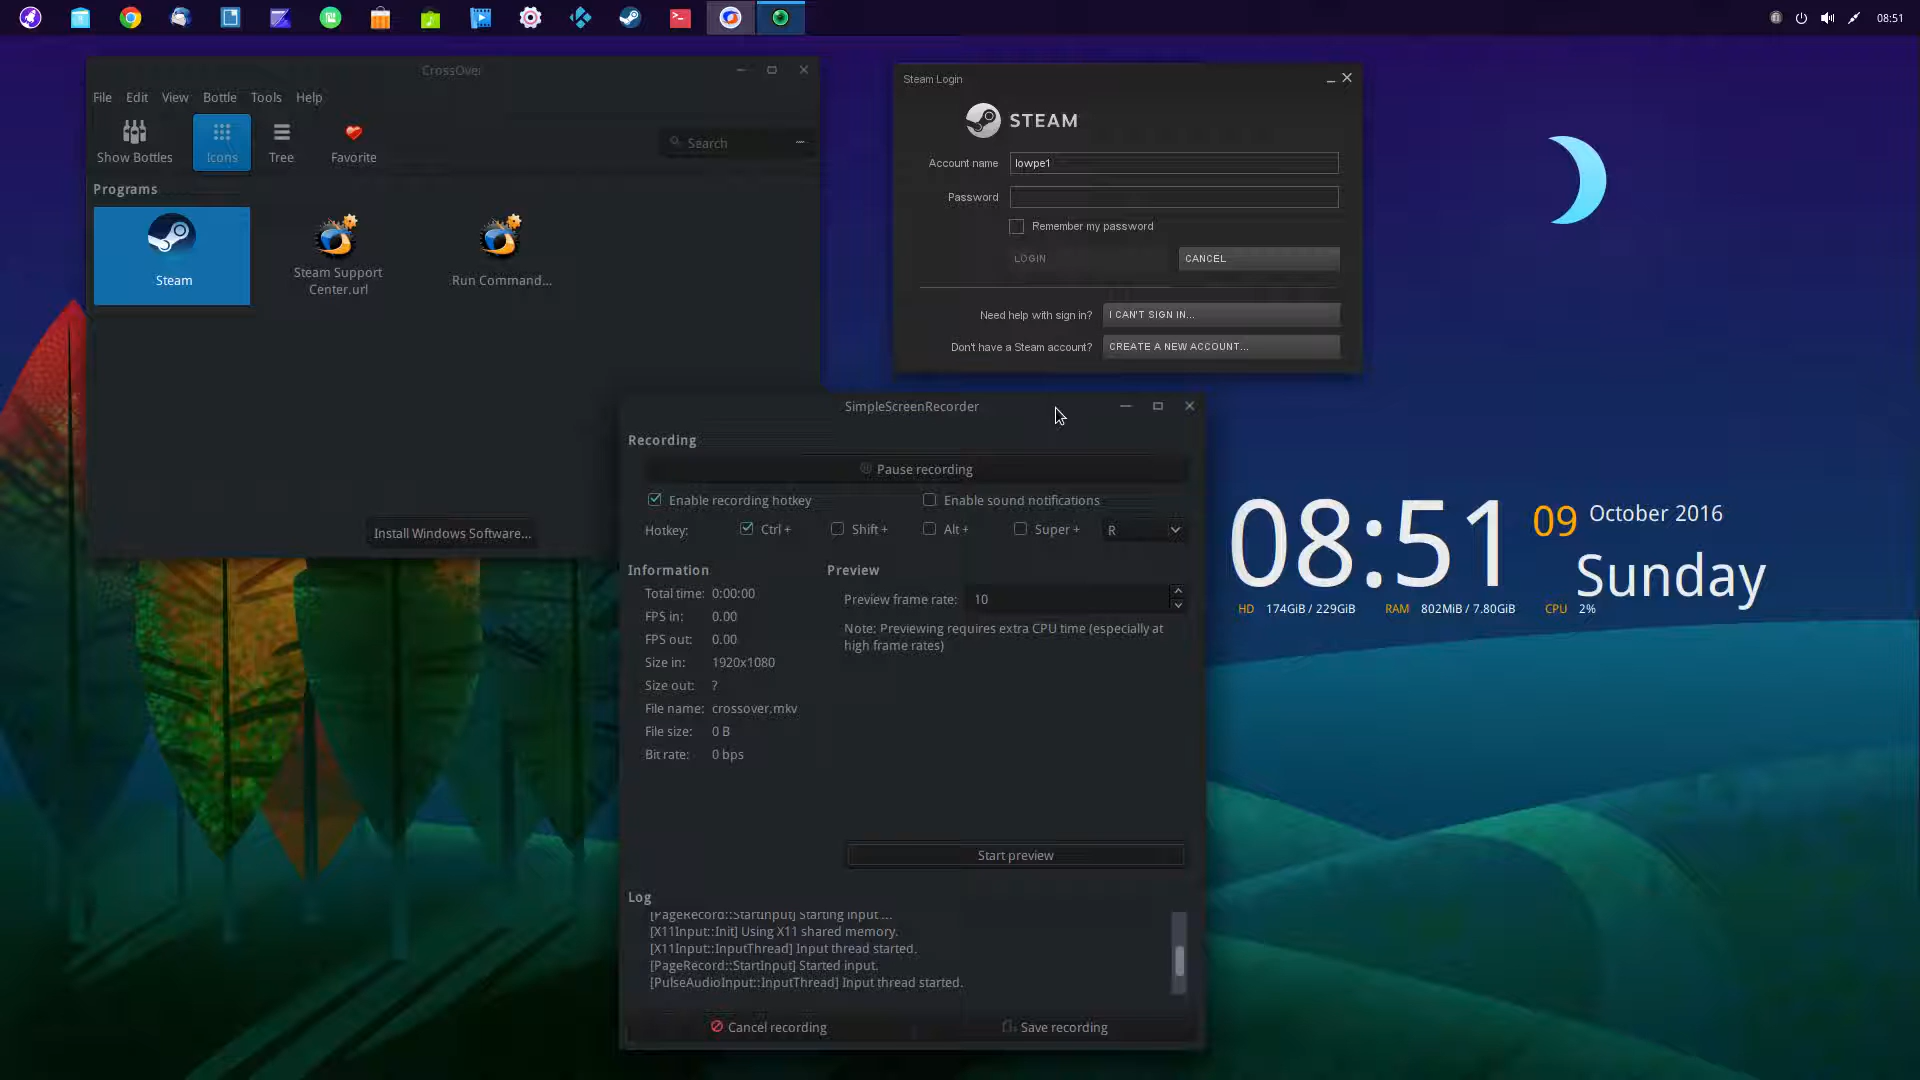 08:51
CrossOver
File Edit View Bottle Tools Help
Show Bottles Icons Tree Favorite
Search
Programs
Steam
Steam Support Center.url
Run Command...
Install Windows Software...
Steam Login
STEAM
Account name lowpe1
Password
Remember my password
LOGIN CANCEL
Need help with sign in? I CAN'T SIGN IN...
Don't have a Steam account? CREATE A NEW ACCOUNT...
SimpleScreenRecorder
Recording
Pause recording
Enable recording hotkey Enable sound notifications
Hotkey: Ctrl + Shift + Alt + Super + R
Information
Total time: 0:00:00
FPS in: 0.00
FPS out: 0.00
Size in: 1920x1080
Size out: ?
File name: crossover.mkv
File size: 0 B
Bit rate: 0 bps
Preview
Preview frame rate: 10
Note: Previewing requires extra CPU time (especially at
high frame rates)
Start preview
Log
[PageRecord::StartInput] Starting input ...
[X11Input::Init] Using X11 shared memory.
[X11Input::InputThread] Input thread started.
[PageRecord::StartInput] Started input.
[PulseAudioInput::InputThread] Input thread started.
Cancel recording Save recording
08:51 09 October 2016
Sunday
HD 174GiB / 229GiB RAM 802MiB / 7.80GiB CPU 2%